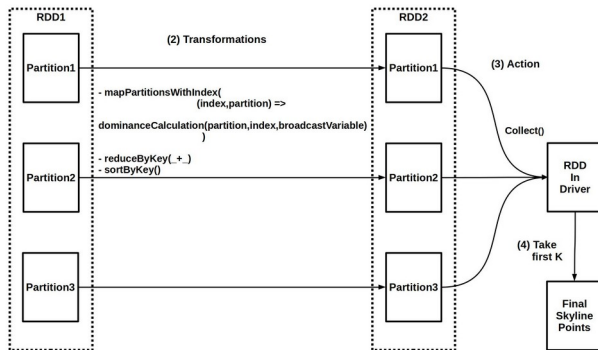 RDD1
RDD2
(2) Transformations
Partition1
Partition1
(3) Action
- mapPartitionsWithIndex(
(index,partition) =>
dominanceCalculation(partition,index,broadcastVariable)
)
Collect()
- reduceByKey(_+_)
- sortByKey()
Partition2
Partition2
RDD
In
Driver
(4) Take
first K
Partition3
Partition3
Final
Skyline
Points